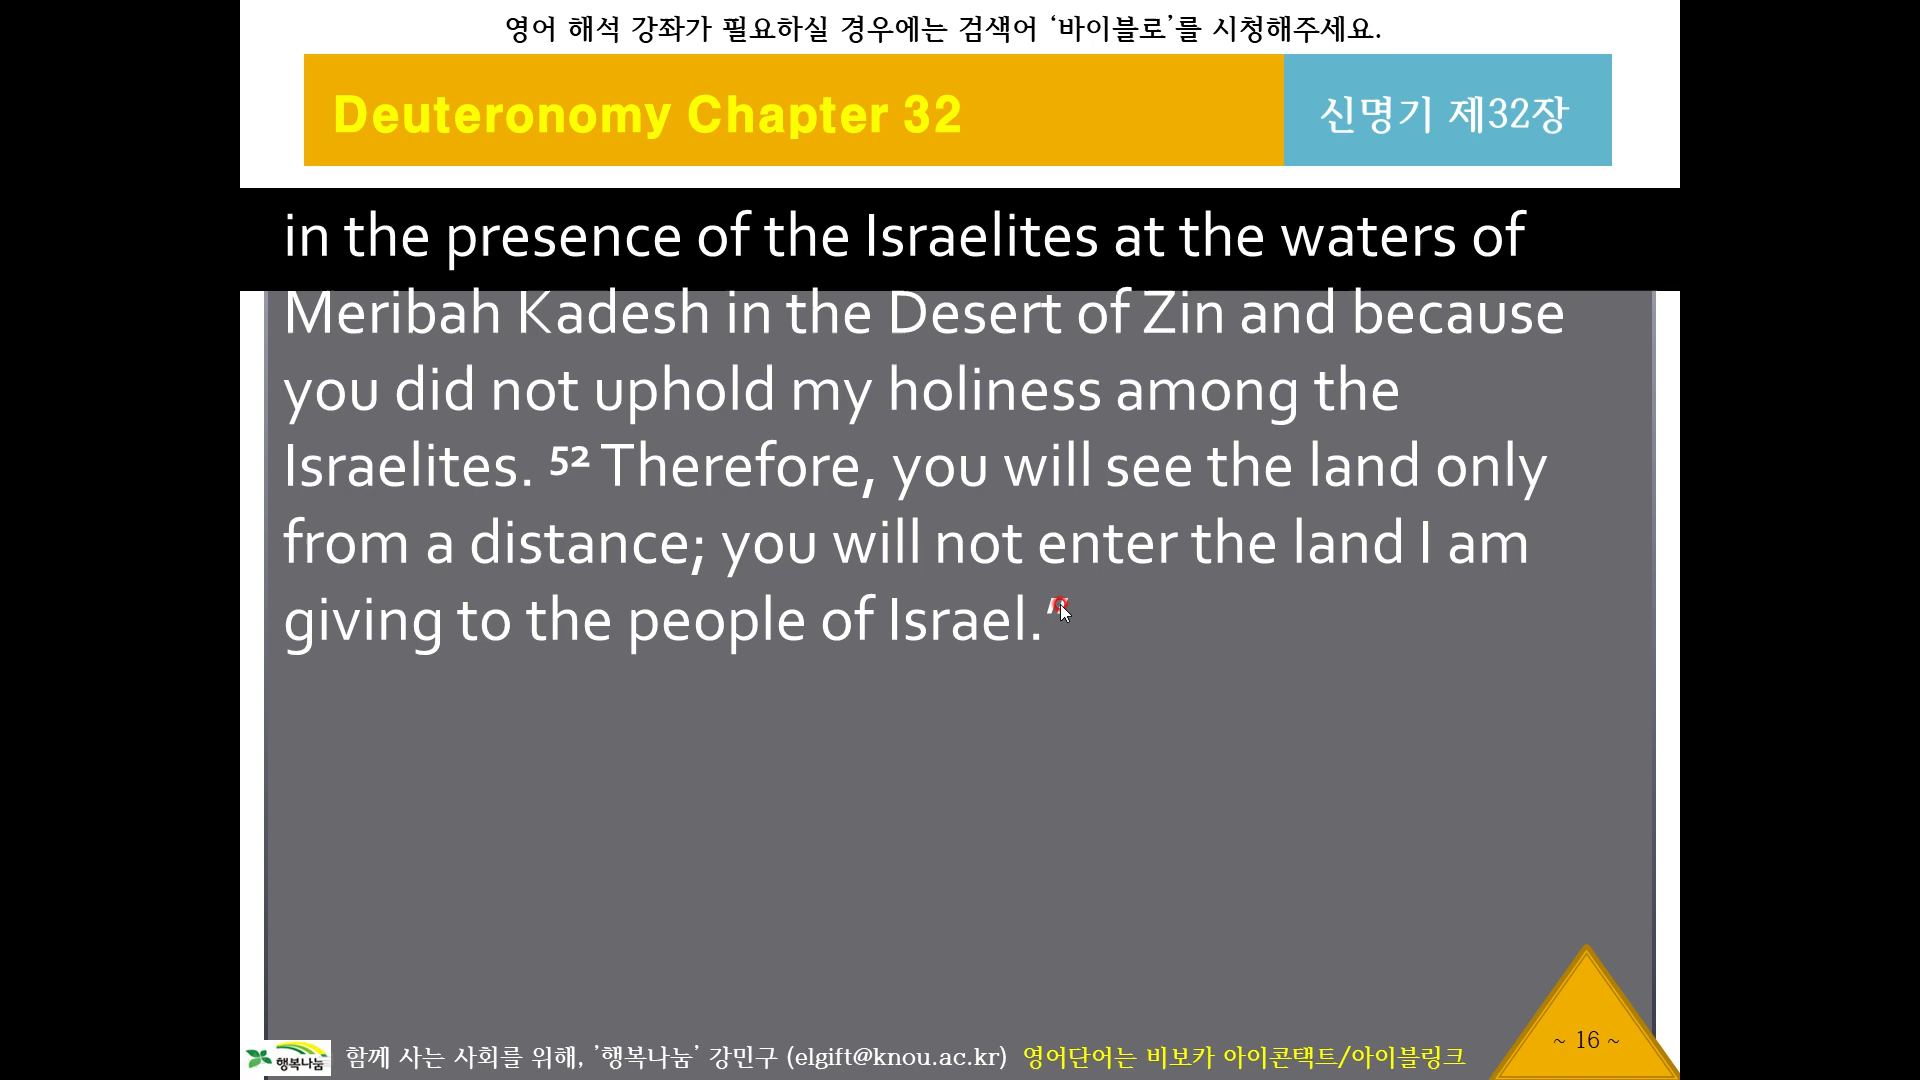 영어 해석 강좌가 필요하실 경우에는 검색어 ‘바이블로’를 시청해주세요.
Deuteronomy Chapter 32
신명기 제32장
in the presence of the Israelites at the waters of
Meribah Kadesh in the Desert of Zin and because
you did not uphold my holiness among the
Israelites. 52 Therefore, you will see the land only
from a distance; you will not enter the land I am
giving to the people of Israel.”
행복나눔
함께 사는 사회를 위해, ’행복나눔’ 강민구 (elgift@knou.ac.kr) 영어단어는 비보카 아이콘택트/아이블링크
~ 16 ~